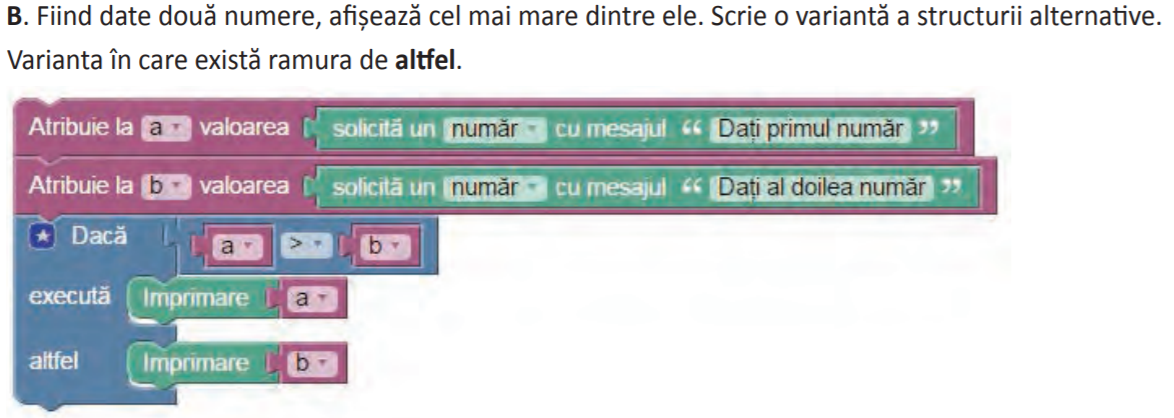 B. Fiind date două numere, afișează cel mai mare dintre ele. Scrie o variantă a structurii alternative.
Varianta în care există ramura de altfel.
Atribuie la a valoarea solicită un număr cu mesajul “ Dați primul număr ”
Atribuie la b valoarea solicită un număr cu mesajul “ Dați al doilea număr ”
Dacă a > b
execută Imprimare a
altfel Imprimare b